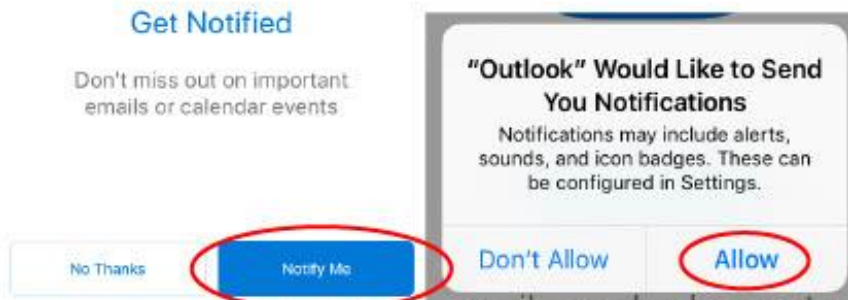 Get Notified
Don't miss out on important
emails or calendar events
No Thanks
Notify Me
“Outlook” Would Like to Send
You Notifications
Notifications may include alerts,
sounds, and icon badges. These can
be configured in Settings.
Don't Allow
Allow